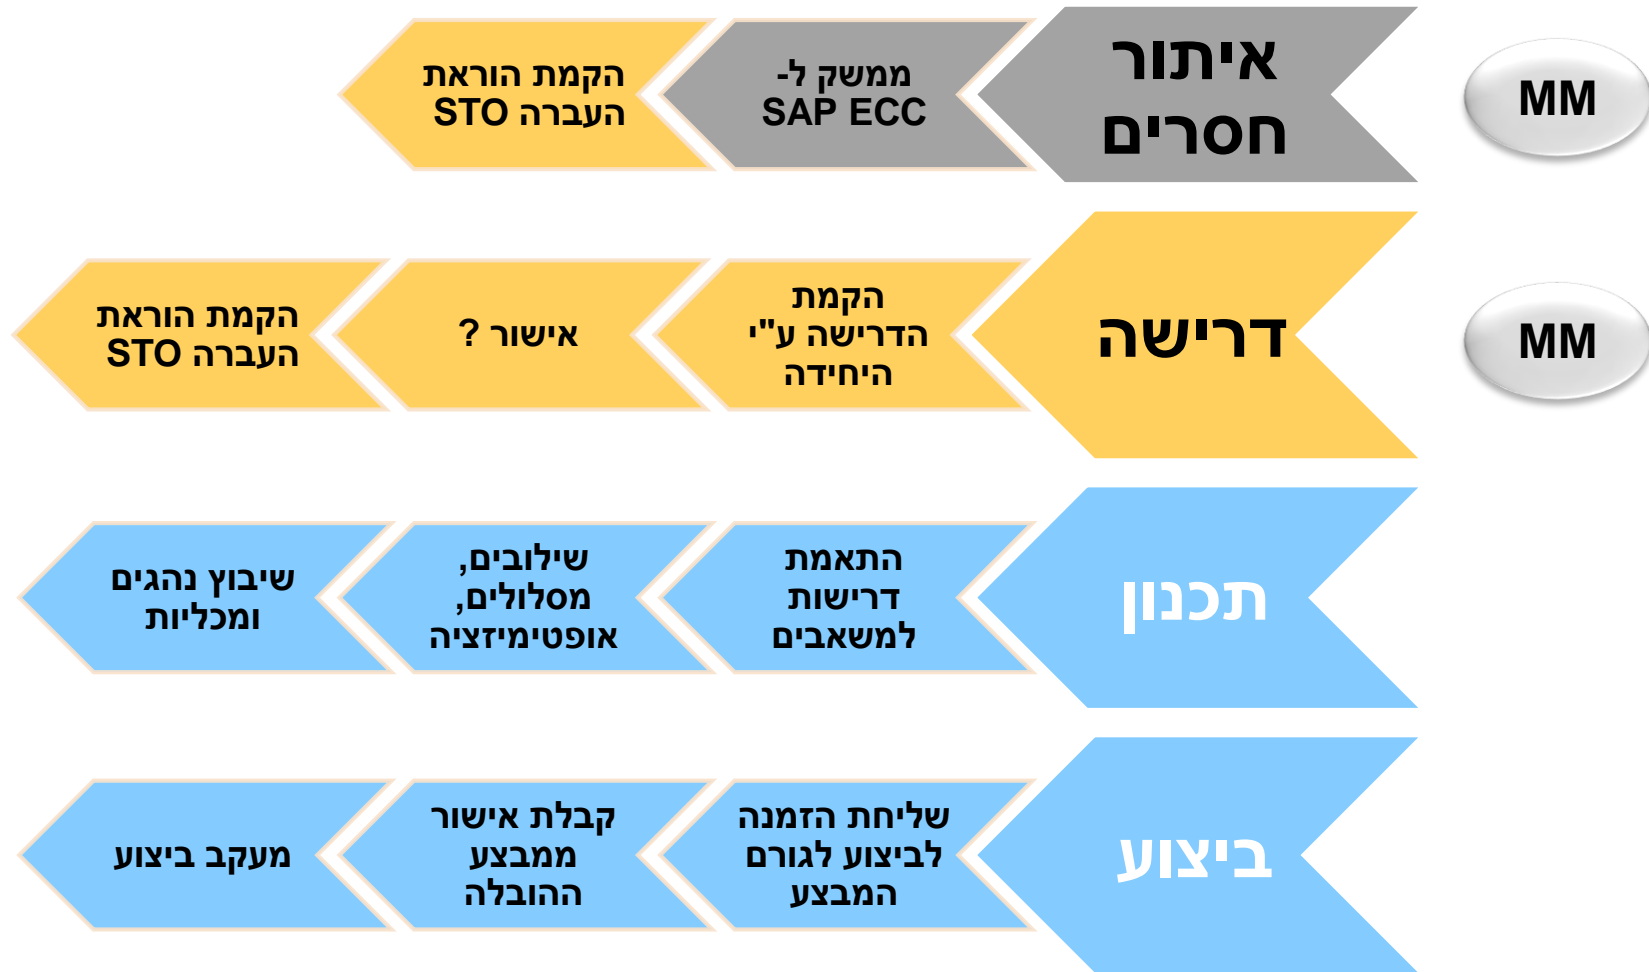 MM
איתור
חסרים
ממשק ל-
SAP ECC
הקמת הוראת
העברה STO
MM
דרישה
הקמת
הדרישה ע"י
היחידה
אישור ?
הקמת הוראת
העברה STO
תכנון
התאמת
דרישות
למשאבים
שילובים,
מסלולים,
אופטימיזציה
שיבוץ נהגים
ומכליות
ביצוע
שליחת הזמנה
לביצוע לגורם
המבצע
קבלת אישור
ממבצע
ההובלה
מעקב ביצוע